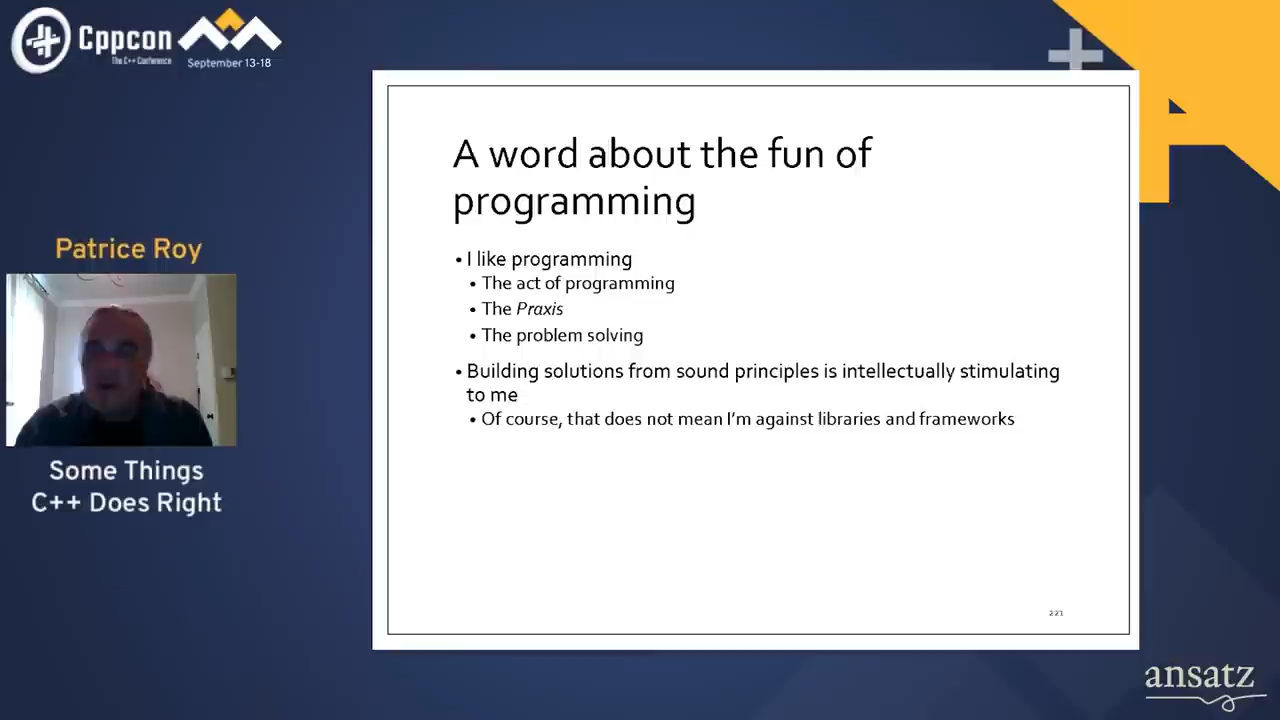 Cppcon
The C++ Conference
September 13-18
A word about the fun of
programming
• I like programming
• The act of programming
• The Praxis
• The problem solving
• Building solutions from sound principles is intellectually stimulating
to me
• Of course, that does not mean I'm against libraries and frameworks
221
Patrice Roy
Some Things
C++ Does Right
ansatz